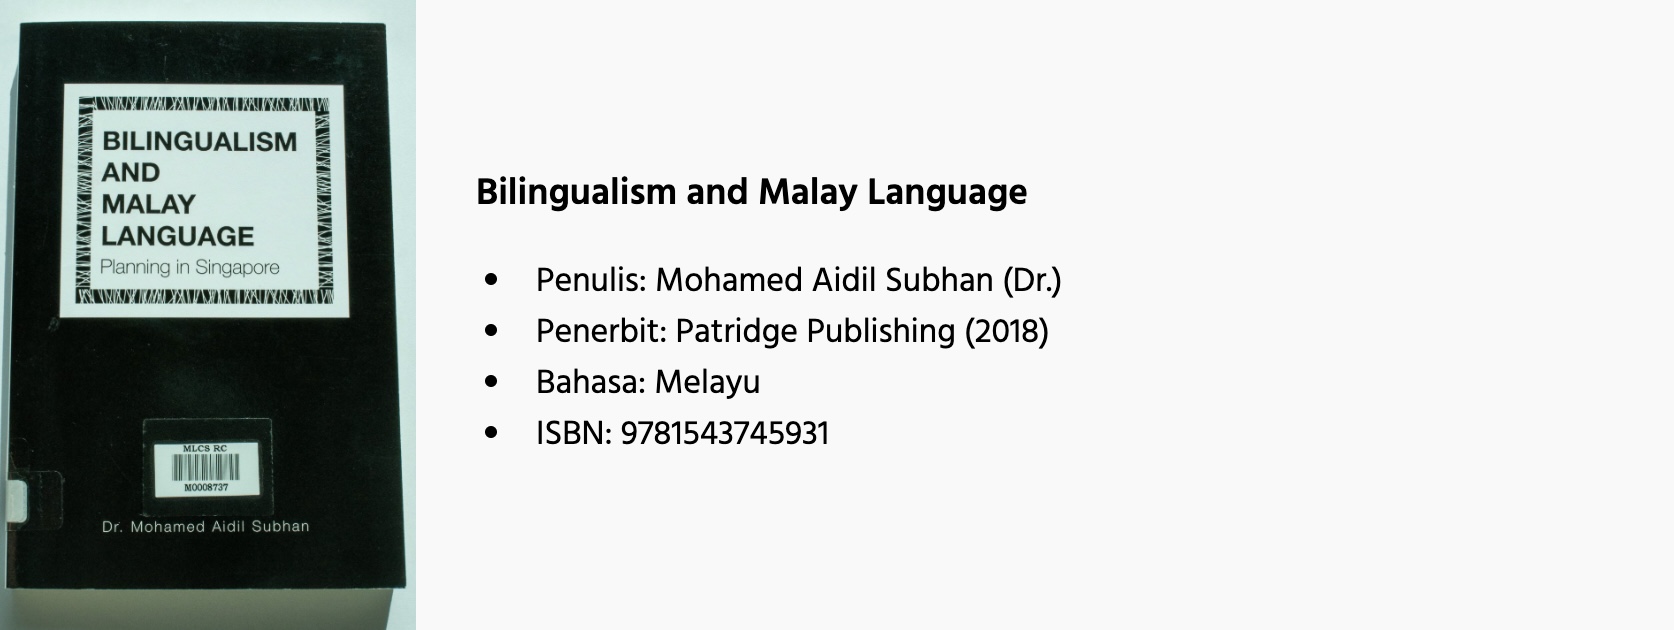 BILINGUALISM
AND
MALAY
LANGUAGE
Planning in Singapore
MLCS RC
M0008737
Dr. Mohamed Aidil Subhan
Bilingualism and Malay Language
• Penulis: Mohamed Aidil Subhan (Dr.)
• Penerbit: Patridge Publishing (2018)
• Bahasa: Melayu
• ISBN: 9781543745931